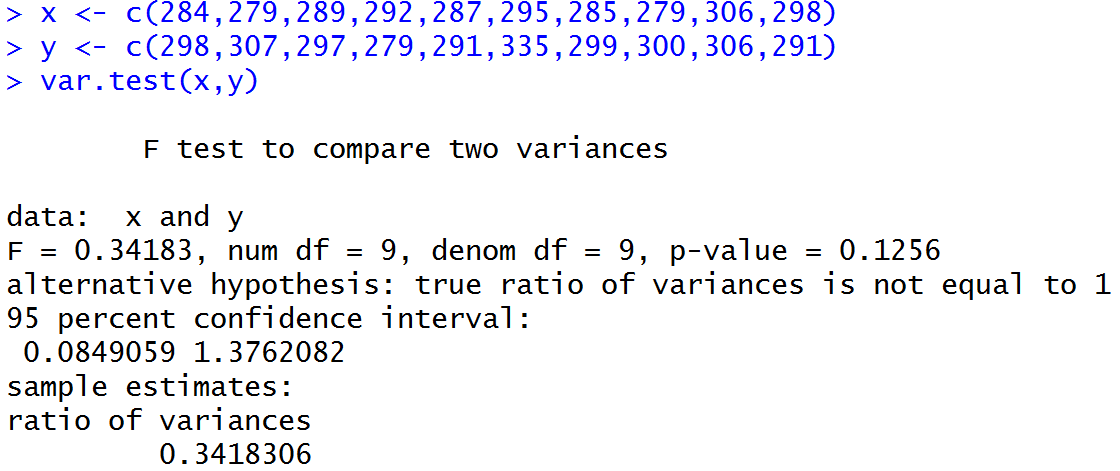 > x <- c(284,279,289,292,287,295,285,279,306,298)
> y <- c(298,307,297,279,291,335,299,300,306,291)
> var.test(x,y)
F test to compare two variances
data:  x and y
F = 0.34183, num df = 9, denom df = 9, p-value = 0.1256
alternative hypothesis: true ratio of variances is not equal to 1
95 percent confidence interval:
 0.0849059 1.3762082
sample estimates:
ratio of variances
0.3418306